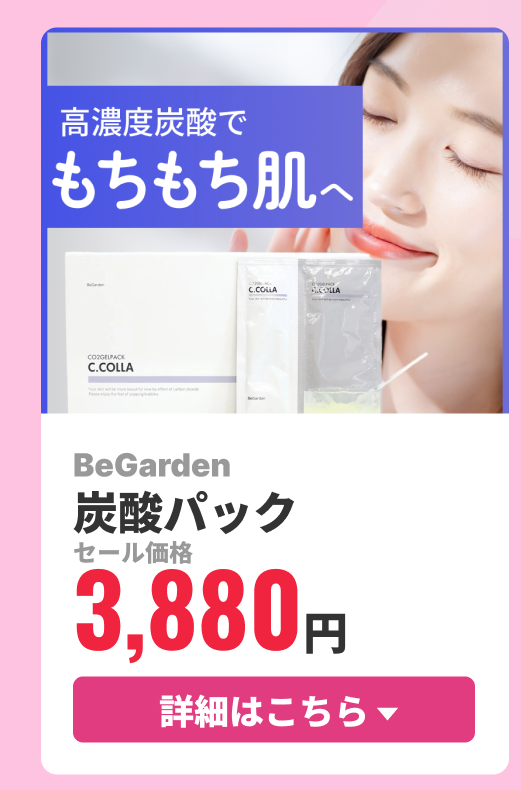 高濃度炭酸で
もちもち肌へ
BeGarden
CO2GELPACK
C.COLLA
C.COLLA
C.COLLA
BeGarden
BeGarden
炭酸パック
セール価格
3,880円
詳細はこちら